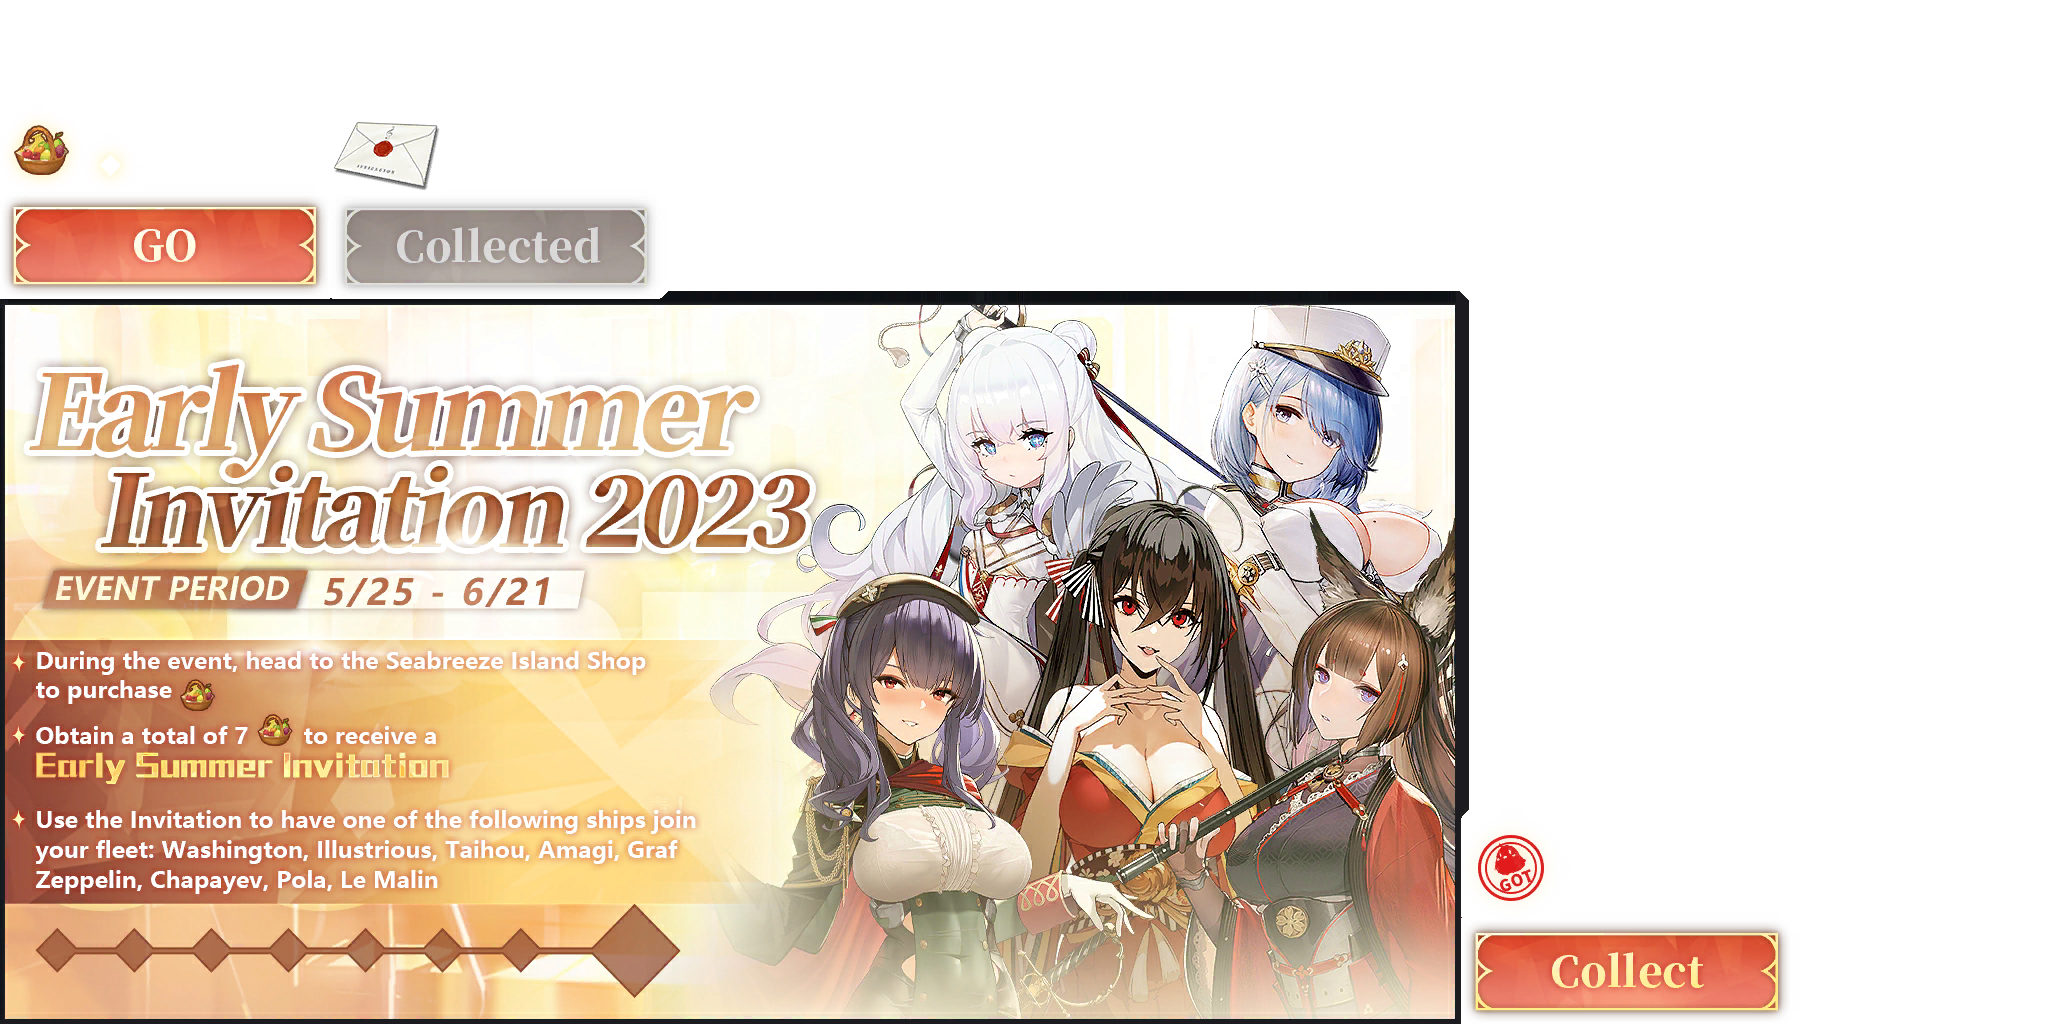 GO
Collected
Early Summer
Invitation 2023
EVENT PERIOD 5/25 - 6/21
During the event, head to the Seabreeze Island Shop
to purchase
Obtain a total of 7 to receive a
Early Summer Invitation
Use the Invitation to have one of the following ships join
your fleet: Washington, Illustrious, Taihou, Amagi, Graf
Zeppelin, Chapayev, Pola, Le Malin
GOT
Collect